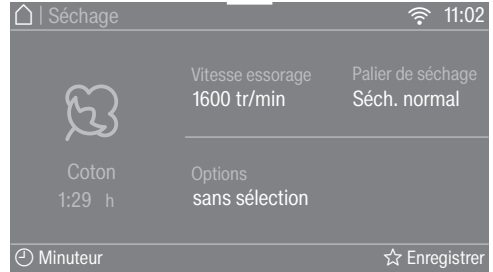 | Séchage
11:02
Vitesse essorage
1600 tr/min
Palier de séchage
Séch. normal
Coton
1:29 h
Options
sans sélection
Minuteur
Enregistrer